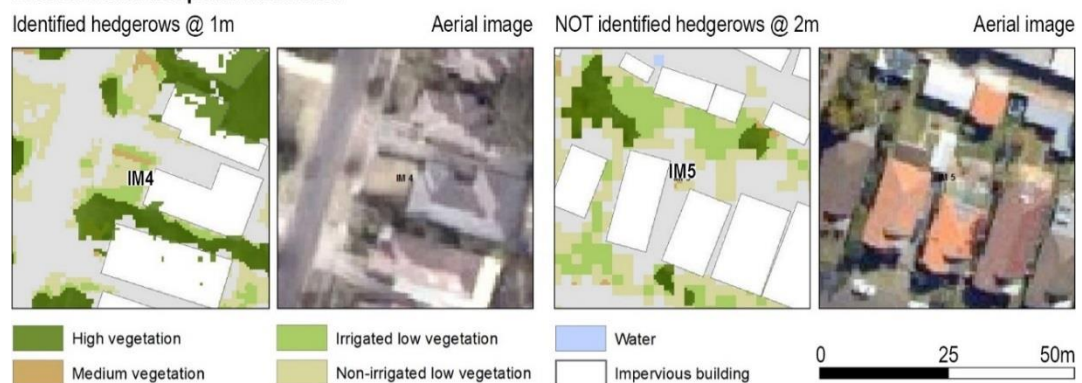 Identified hedgerows @ 1m Aerial image NOT identified hedgerows @ 2m Aerial image
IM4 IM 4 IM5
High vegetation Irrigated low vegetation Water
Medium vegetation Non-irrigated low vegetation Impervious building
0 25 50m